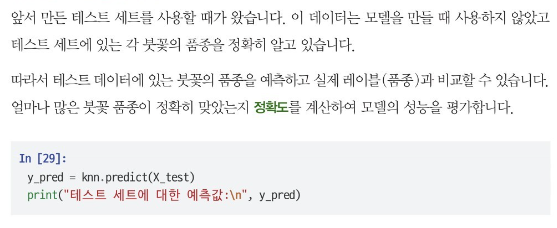 앞서 만든 테스트 세트를 사용할 때가 왔습니다. 이 데이터는 모델을 만들 때 사용하지 않았고
테스트 세트에 있는 각 붓꽃의 품종을 정확히 알고 있습니다.
따라서 테스트 데이터에 있는 붓꽃의 품종을 예측하고 실제 레이블(품종)과 비교할 수 있습니다.
얼마나 많은 붓꽃 품종이 정확히 맞았는지 정확도를 계산하여 모델의 성능을 평가합니다.
In [29]:
y_pred = knn.predict(X_test)
print("테스트 세트에 대한 예측값:\n", y_pred)